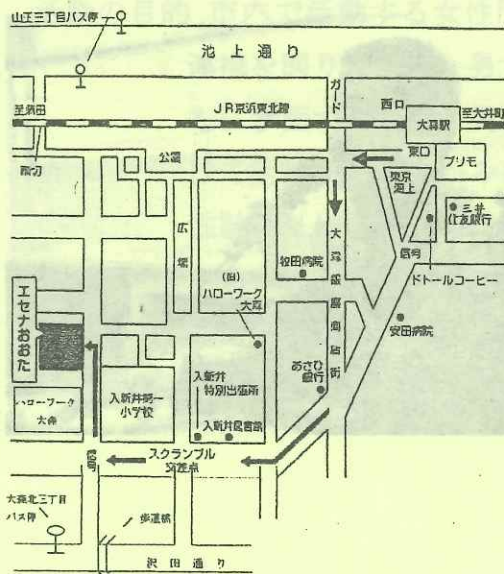 山王三丁目バス停
池上通り
ガード
西口
至蒲田
JR京浜東北線
大森駅
至大井町
東口
プリモ
踏切
公園
東京
海上
三井
住友銀行
広場
牧田病院
大森銀座商店街
信号
ドトールコーヒー
(旧)
ハローワーク
大森
エセナおおた
安田病院
入新井
特別出張所
あさひ
銀行
ハローワーク
大森
入新井第一
小学校
入新井図書館
スクランブル
交差点
大森北三丁目
バス停
歩道橋
沢田通り